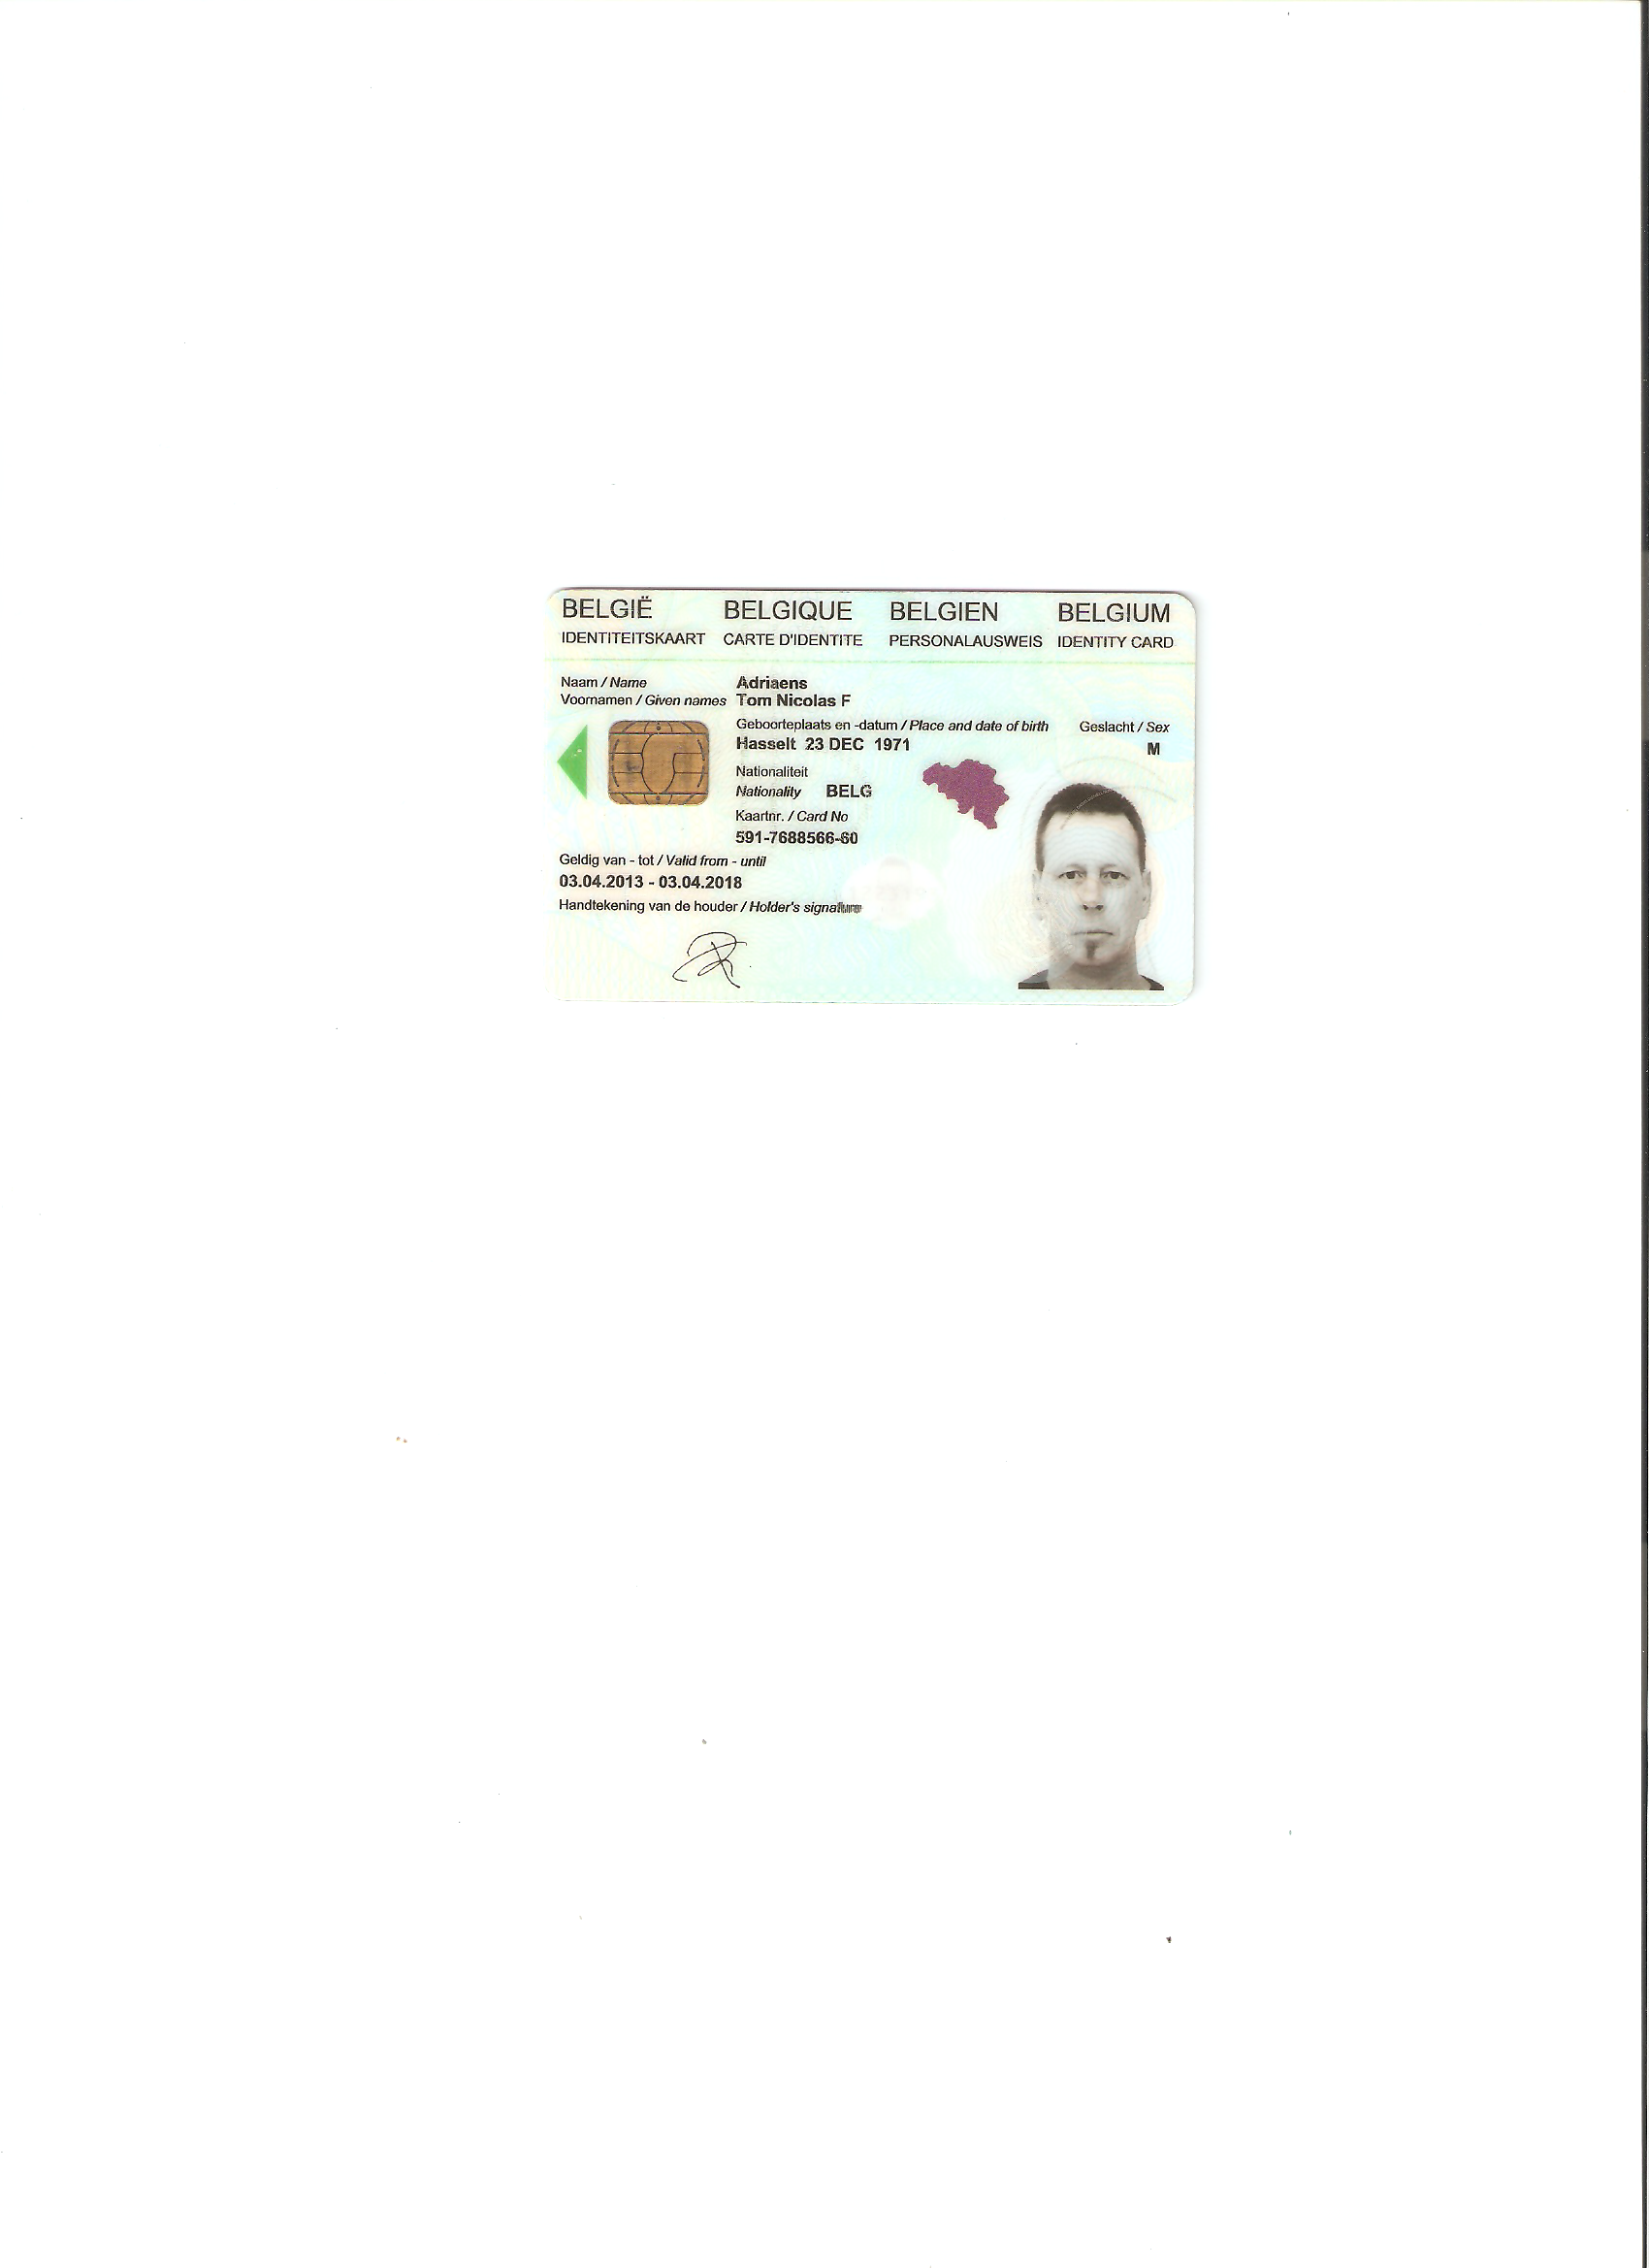 BELGIË BELGIQUE BELGIEN BELGIUM
IDENTITEITSKAART CARTE D'IDENTITE PERSONALAUSWEIS IDENTITY CARD
Naam / Name Adriaens
Voornamen / Given names Tom Nicolas F
Geboorteplaats en -datum / Place and date of birth Geslacht / Sex
Hasselt 23 DEC 1971 M
Nationaliteit
Nationality BELG
Kaartnr. / Card No
591-7688566-60
Geldig van - tot / Valid from - until
03.04.2013 - 03.04.2018
Handtekening van de houder / Holder's signature